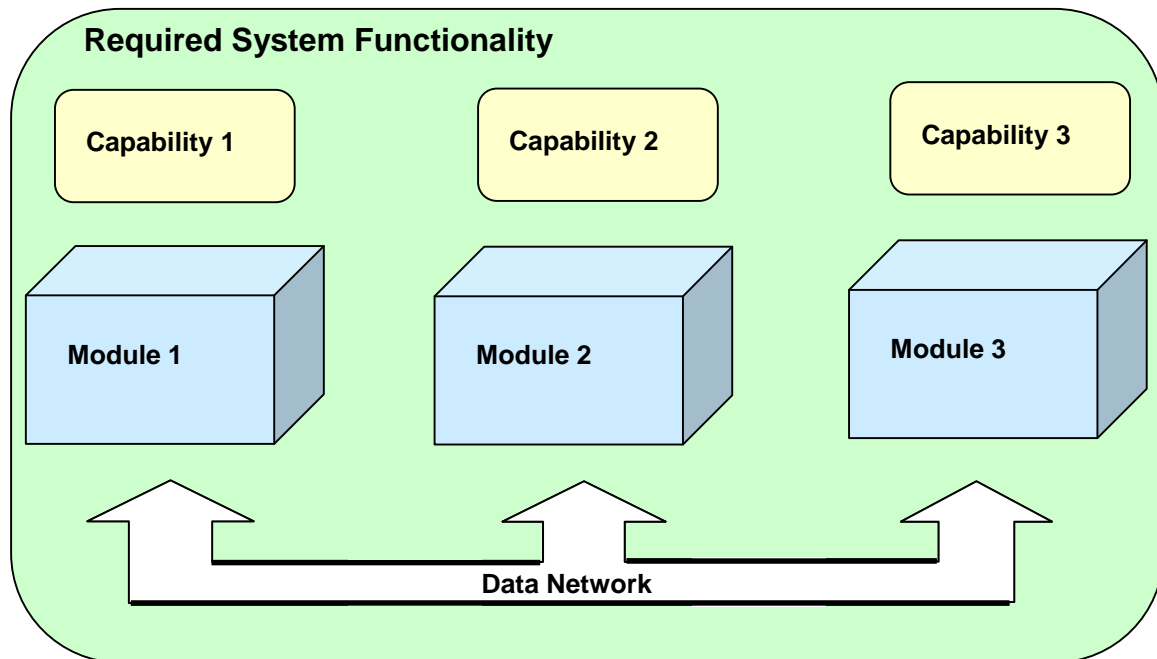 Required System Functionality
Capability 1
Capability 2
Capability 3
Module 1
Module 2
Module 3
Data Network